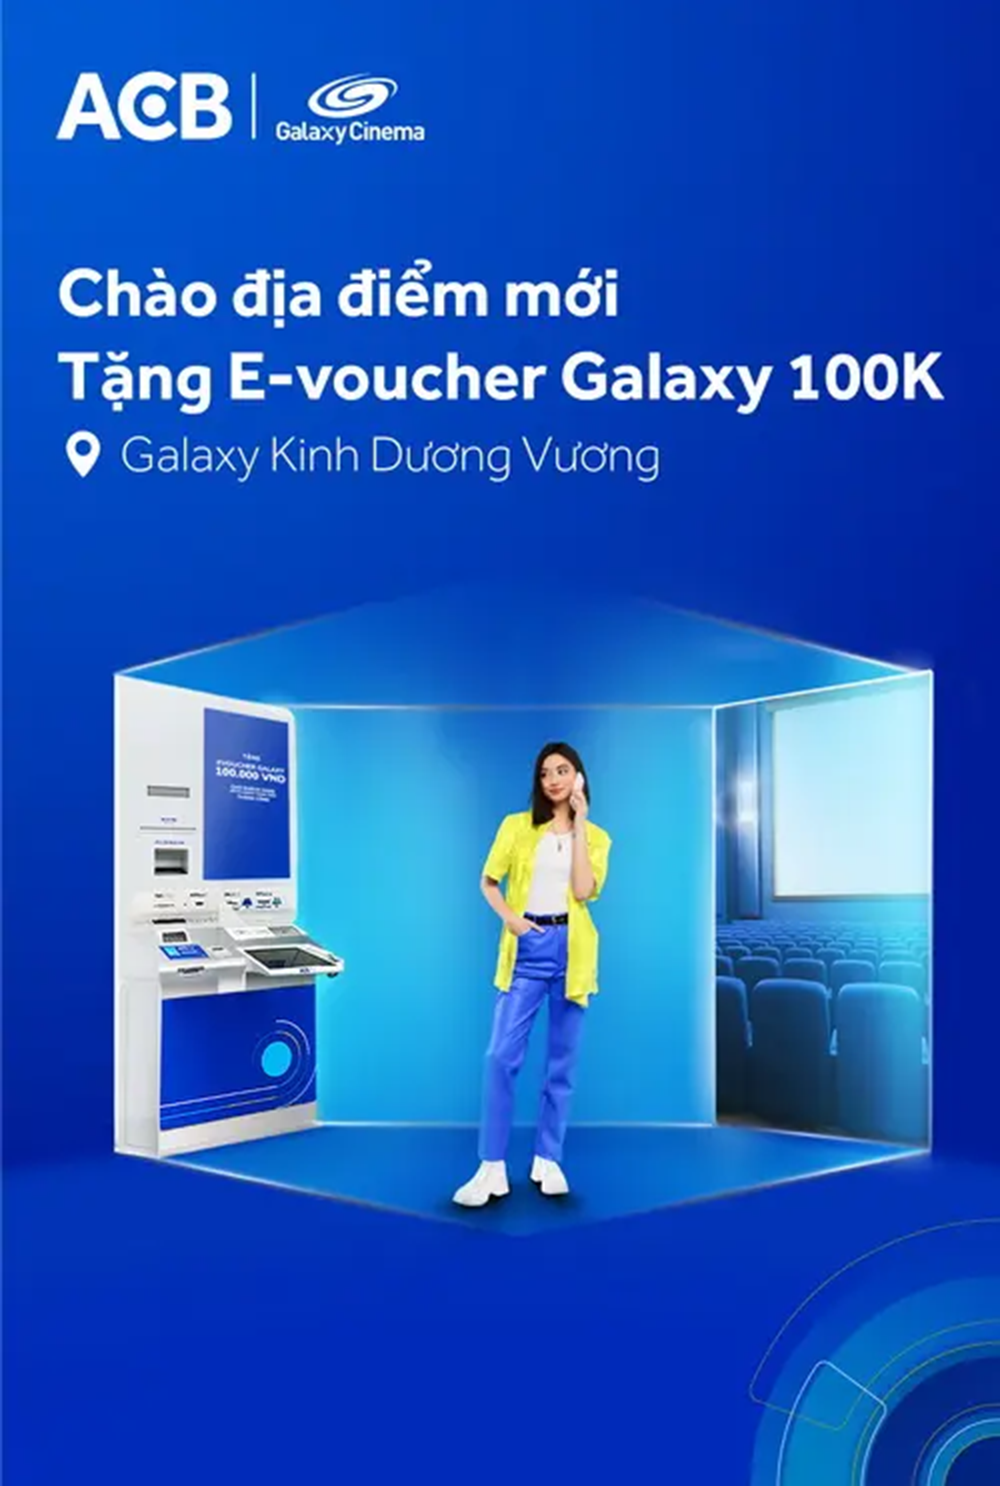 ACB
Galaxy Cinema
Chào địa điểm mới
Tặng E-voucher Galaxy 100K
Galaxy Kinh Dương Vương
TẶNG
EVOUCHER GALAXY
100.000 VND